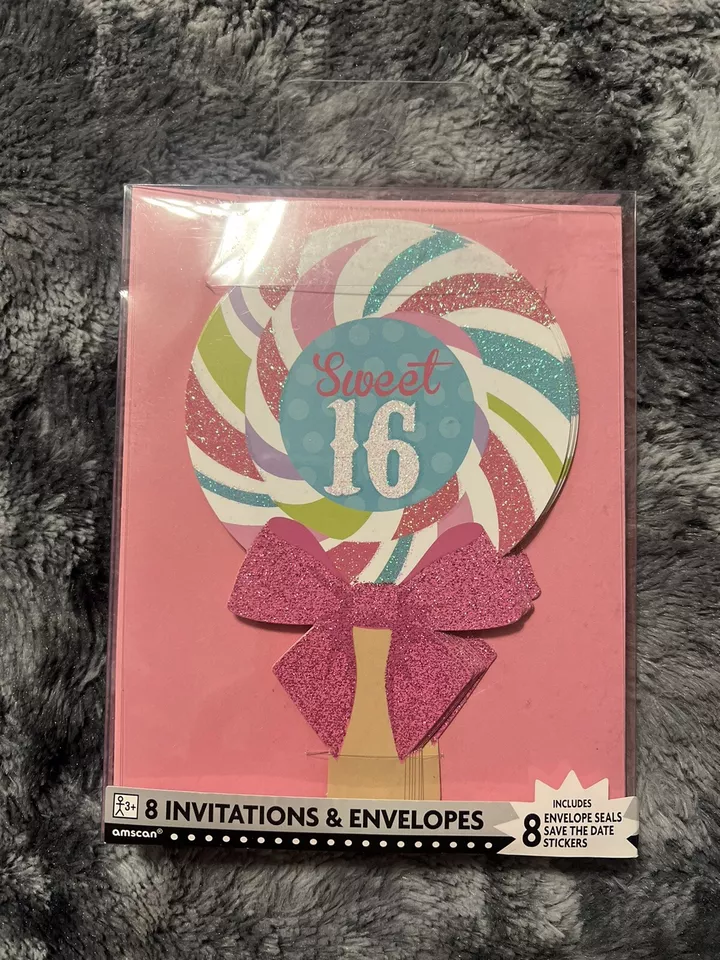 Sweet
16
3+
8 INVITATIONS & ENVELOPES
amscan®
INCLUDES
8 ENVELOPE SEALS
SAVE THE DATE
STICKERS